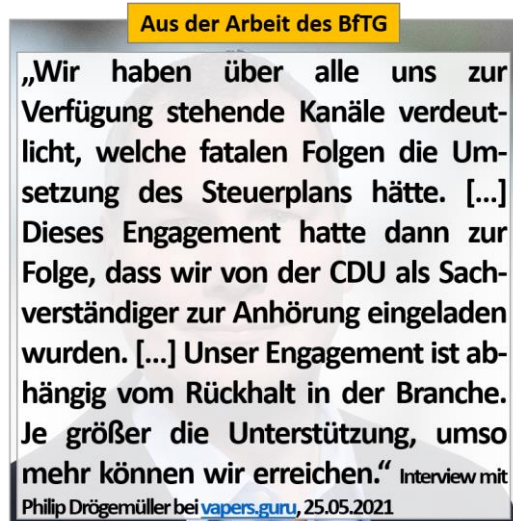 Aus der Arbeit des BfTG
„Wir haben über alle uns zur
Verfügung stehende Kanäle verdeut-
licht, welche fatalen Folgen die Um-
setzung des Steuerplans hätte. [...]
Dieses Engagement hatte dann zur
Folge, dass wir von der CDU als Sach-
verständiger zur Anhörung eingeladen
wurden. [...] Unser Engagement ist ab-
hängig vom Rückhalt in der Branche.
Je größer die Unterstützung, umso
mehr können wir erreichen.“ Interview mit
Philip Drögemüller bei vapers.guru, 25.05.2021